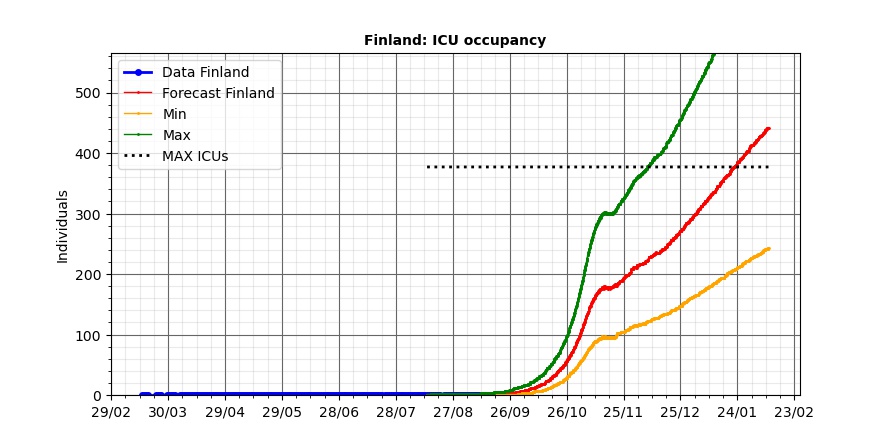 Finland: ICU occupancy
Data Finland
Forecast Finland
Min
Max
MAX ICUs
Individuals
500
400
300
200
100
0
29/02 30/03 29/04 29/05 28/06 28/07 27/08 26/09 26/10 25/11 25/12 24/01 23/02